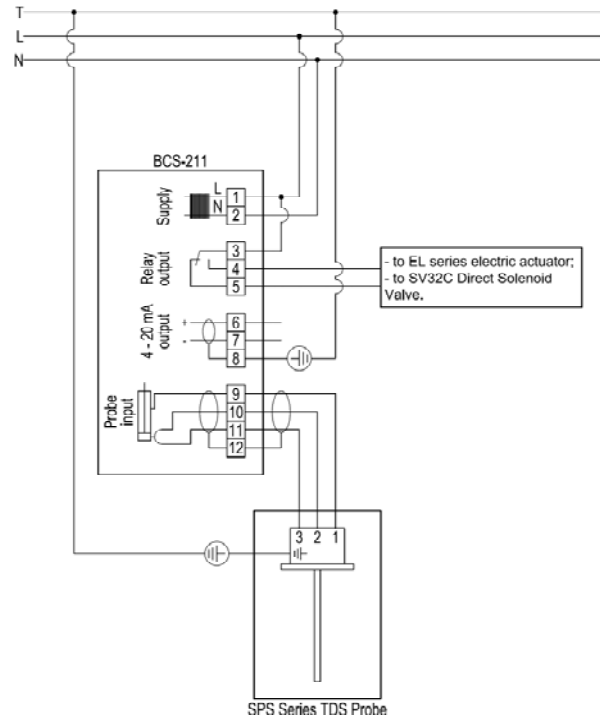 T
L
N
BCS-211
Supply
L
N
1
2
Relay
output
3
4
5
- to EL series electric actuator;
- to SV32C Direct Solenoid
Valve.
4 - 20 mA
output
+
-
6
7
8
Probe
input
9
10
11
12
3 2 1
SPS Series TDS Probe